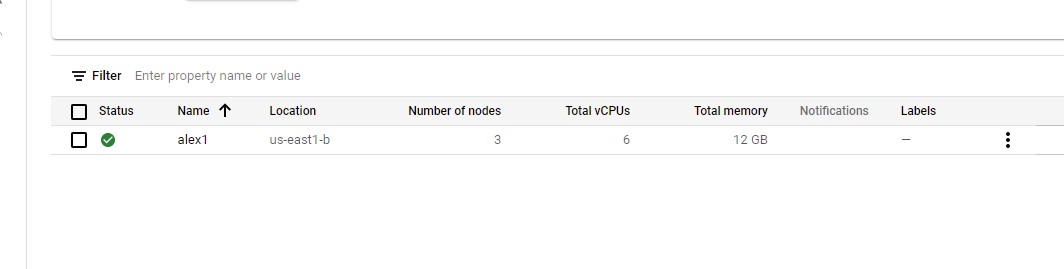 Filter Enter property name or value
Status Name Location Number of nodes Total vCPUs Total memory Notifications Labels
alex1 us-east1-b 3 6 12 GB —